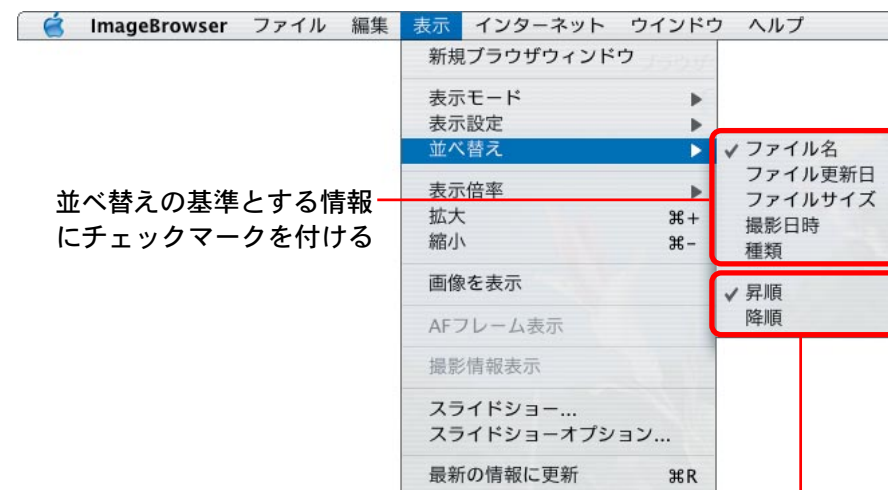 ImageBrowser ファイル 編集 表示 インターネット ウインドウ ヘルプ
新規ブラウザウィンドウ
表示モード
表示設定
並べ替え
表示倍率
拡大 ⌘+
縮小 ⌘-
画像を表示
AFフレーム表示
撮影情報表示
スライドショー...
スライドショーオプション...
最新の情報に更新 ⌘R
✓ ファイル名
ファイル更新日
ファイルサイズ
撮影日時
種類
✓ 昇順
降順
並べ替えの基準とする情報
にチェックマークを付ける